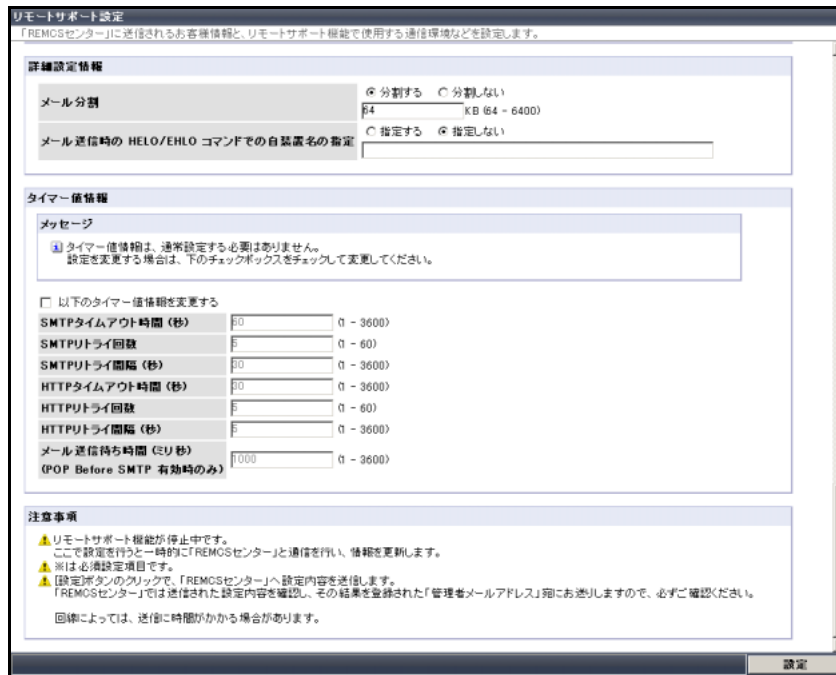 リモートサポート設定
「REMCSセンター」に送信されるお客様情報と、リモートサポート機能で使用する通信環境などを設定します。
詳細設定情報
メール分割
分割する 分割しない
64 KB (64 - 6400)
メール送信時の HELO/EHLO コマンドでの自装置名の指定
指定する 指定しない
タイマー値情報
メッセージ
タイマー値情報は、通常設定する必要はありません。
設定を変更する場合は、下のチェックボックスをチェックして変更してください。
以下のタイマー値情報を変更する
SMTPタイムアウト時間 (秒) 60 (1 - 3600)
SMTPリトライ回数 5 (1 - 60)
SMTPリトライ間隔 (秒) 30 (1 - 3600)
HTTPタイムアウト時間 (秒) 30 (1 - 3600)
HTTPリトライ回数 5 (1 - 60)
HTTPリトライ間隔 (秒) 5 (1 - 3600)
メール送信待ち時間 (ミリ秒)
(POP Before SMTP 有効時のみ) 1000 (1 - 3600)
注意事項
リモートサポート機能が停止中です。
ここで設定を行うと一時的に「REMCSセンター」と通信を行い、情報を更新します。
※は必須設定項目です。
[設定]ボタンのクリックで、「REMCSセンター」へ設定内容を送信します。
「REMCSセンター」では送信された設定内容を確認し、その結果を登録された「管理者メールアドレス」宛にお送りしますので、必ずご確認ください。
回線によっては、送信に時間がかかる場合があります。
設定